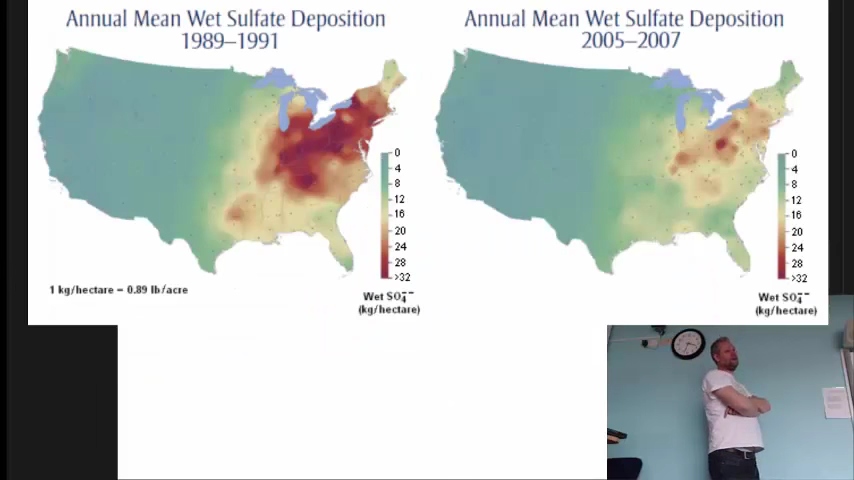 Annual Mean Wet Sulfate Deposition
1989–1991
0
4
8
12
16
20
24
28
>32
1 kg/hectare = 0.89 lb/acre
Wet SO4--
(kg/hectare)
Annual Mean Wet Sulfate Deposition
2005–2007
0
4
8
12
16
20
24
28
>32
Wet SO4--
(kg/hectare)